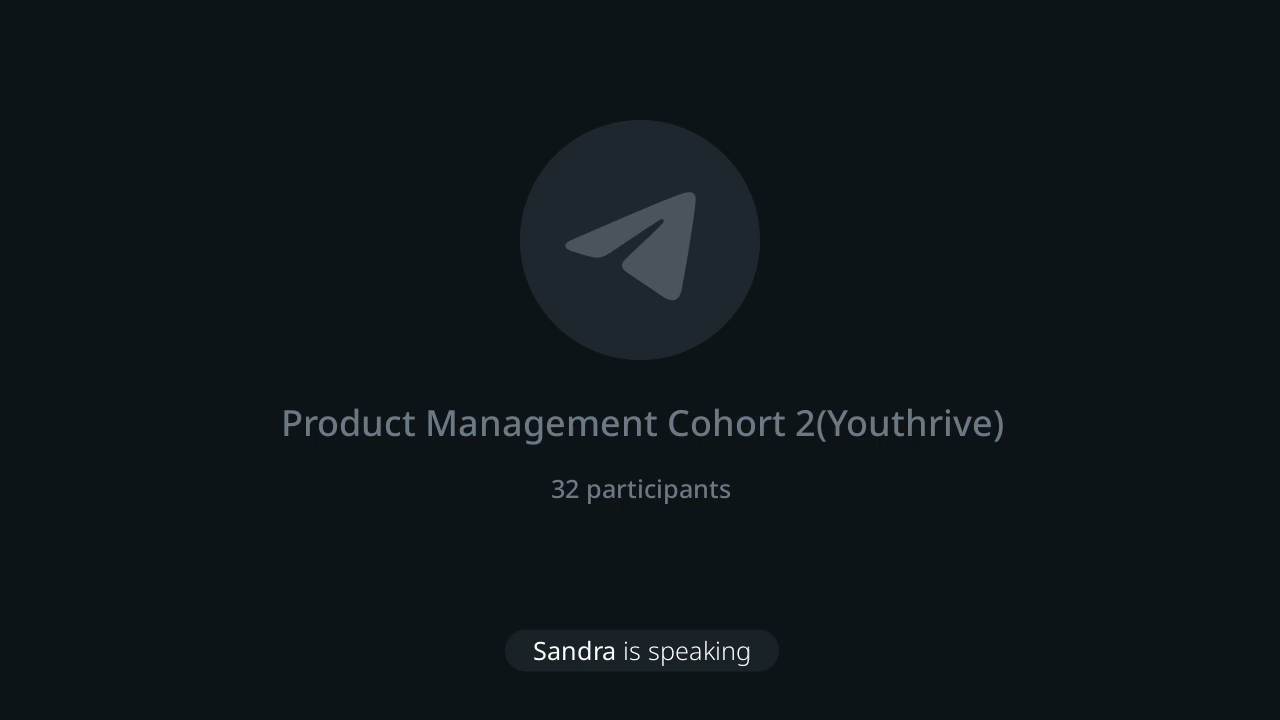 Product Management Cohort 2(Youthrive)
32 participants
Sandra is speaking